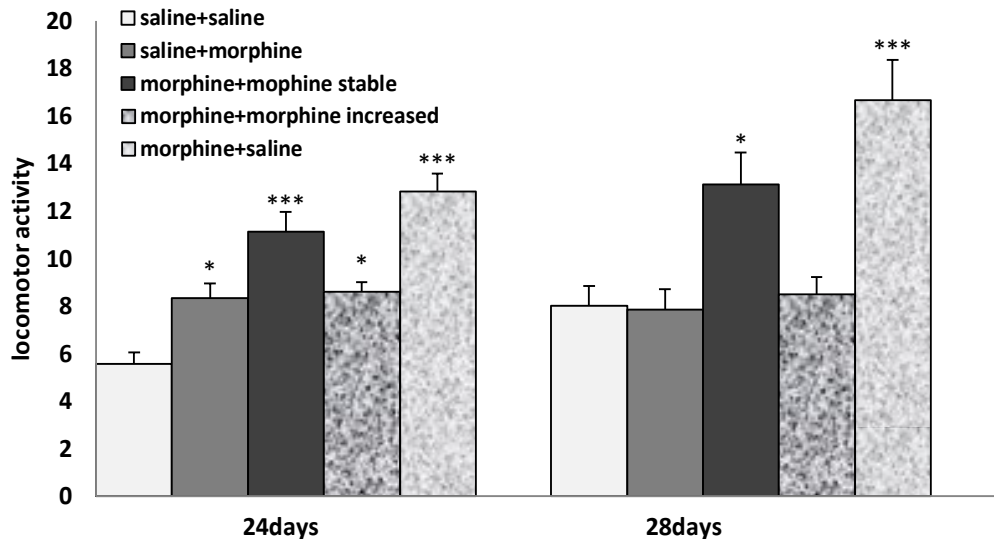 20
18
16
14
12
10
8
6
4
2
0
locomotor activity
saline+saline
saline+morphine
morphine+mophine stable
morphine+morphine increased
morphine+saline
*
***
*
***
*
***
24days
28days